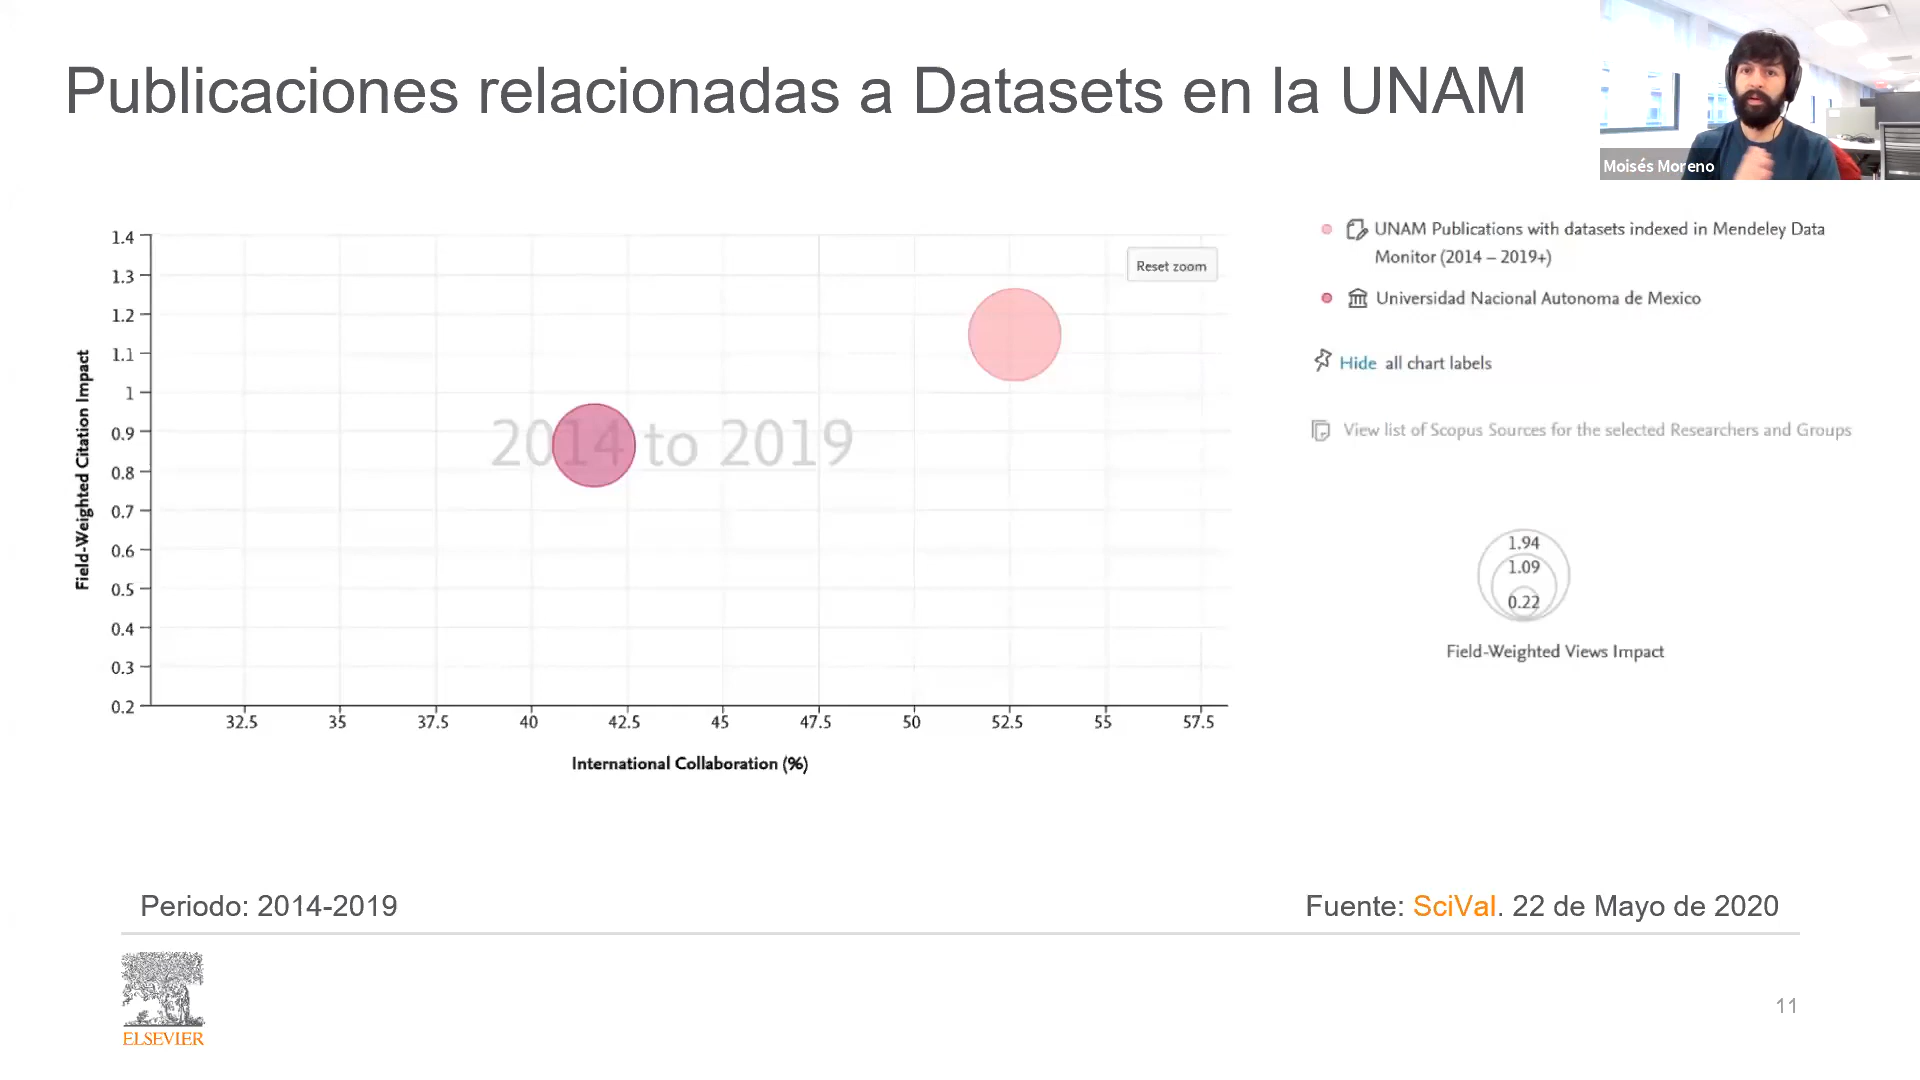 Publicaciones relacionadas a Datasets en la UNAM
Moisés Moreno
1.4
1.3
1.2
1.1
1
0.9
0.8
0.7
0.6
0.5
0.4
0.3
0.2
Field-Weighted Citation Impact
Reset zoom
2014 to 2019
32.5 35 37.5 40 42.5 45 47.5 50 52.5 55 57.5
International Collaboration (%)
UNAM Publications with datasets indexed in Mendeley Data
Monitor (2014 – 2019+)
Universidad Nacional Autonoma de Mexico
Hide all chart labels
View list of Scopus Sources for the selected Researchers and Groups
1.94
1.09
0.22
Field-Weighted Views Impact
Periodo: 2014-2019
Fuente: SciVal. 22 de Mayo de 2020
ELSEVIER
11